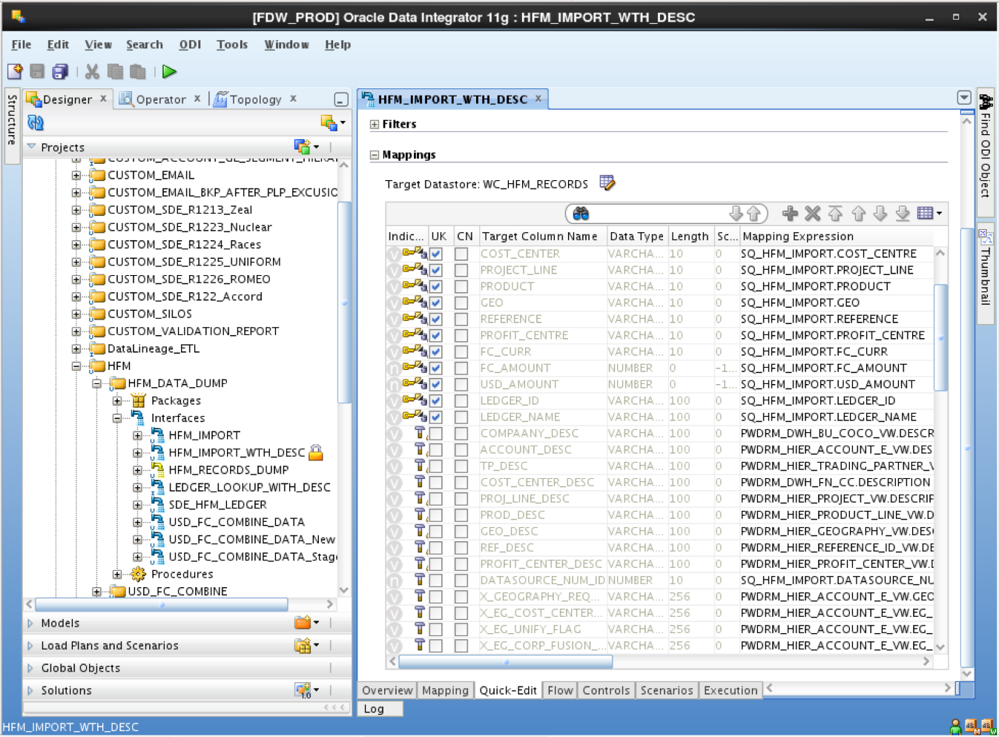 [FDW_PROD] Oracle Data Integrator 11g : HFM_IMPORT_WTH_DESC
File Edit View Search ODI Tools Window Help
Structure
Designer x Operator x Topology x
Projects
CUSTOM_ACCOUNT_GL_SEGMENT_HIERAR
CUSTOM_EMAIL
CUSTOM_EMAIL_BKP_AFTER_PLP_EXCUSIO
CUSTOM_SDE_R1213_Zeal
CUSTOM_SDE_R1223_Nuclear
CUSTOM_SDE_R1224_Races
CUSTOM_SDE_R1225_UNIFORM
CUSTOM_SDE_R1226_ROMEO
CUSTOM_SDE_R122_Accord
CUSTOM_SILOS
CUSTOM_VALIDATION_REPORT
DataLineage_ETL
HFM
HFM_DATA_DUMP
Packages
Interfaces
HFM_IMPORT
HFM_IMPORT_WTH_DESC
HFM_RECORDS_DUMP
LEDGER_LOOKUP_WITH_DESC
SDE_HFM_LEDGER
USD_FC_COMBINE_DATA
USD_FC_COMBINE_DATA_New
USD_FC_COMBINE_DATA_Stag
Procedures
USD_FC_COMBINE
Models
Load Plans and Scenarios
Global Objects
Solutions
1.0
HFM_IMPORT_WTH_DESC x
Filters
Mappings
Target Datastore: WC_HFM_RECORDS
Indic... UK CN Target Column Name Data Type Length Sc... Mapping Expression
COST_CENTER VARCHA... 10 0 SQ_HFM_IMPORT.COST_CENTRE
PROJECT_LINE VARCHA... 10 0 SQ_HFM_IMPORT.PROJECT_LINE
PRODUCT VARCHA... 10 0 SQ_HFM_IMPORT.PRODUCT
GEO VARCHA... 10 0 SQ_HFM_IMPORT.GEO
REFERENCE VARCHA... 10 0 SQ_HFM_IMPORT.REFERENCE
PROFIT_CENTRE VARCHA... 10 0 SQ_HFM_IMPORT.PROFIT_CENTRE
FC_CURR VARCHA... 10 0 SQ_HFM_IMPORT.FC_CURR
FC_AMOUNT NUMBER 0 -1... SQ_HFM_IMPORT.FC_AMOUNT
USD_AMOUNT NUMBER 0 -1... SQ_HFM_IMPORT.USD_AMOUNT
LEDGER_ID VARCHA... 100 0 SQ_HFM_IMPORT.LEDGER_ID
LEDGER_NAME VARCHA... 100 0 SQ_HFM_IMPORT.LEDGER_NAME
COMPAANY_DESC VARCHA... 100 0 PWDRM_DWH_BU_COCO_VW.DESCR
ACCOUNT_DESC VARCHA... 100 0 PWDRM_HIER_ACCOUNT_E_VW.DES
TP_DESC VARCHA... 100 0 PWDRM_HIER_TRADING_PARTNER_V
COST_CENTER_DESC VARCHA... 100 0 PWDRM_DWH_FN_CC.DESCRIPTION
PROJ_LINE_DESC VARCHA... 100 0 PWDRM_HIER_PROJECT_VW.DESCRIF
PROD_DESC VARCHA... 100 0 PWDRM_HIER_PRODUCT_LINE_VW.D
GEO_DESC VARCHA... 100 0 PWDRM_HIER_GEOGRAPHY_VW.DES
REF_DESC VARCHA... 100 0 PWDRM_HIER_REFERENCE_ID_VW.DE
PROFIT_CENTER_DESC VARCHA... 100 0 PWDRM_HIER_PROFIT_CENTER_VW.D
DATASOURCE_NUM_ID NUMBER 10 0 SQ_HFM_IMPORT.DATASOURCE_NU
X_GEOGRAPHY_REQ... VARCHA... 256 0 PWDRM_HIER_ACCOUNT_E_VW.GEO
X_EG_COST_CENTER... VARCHA... 256 0 PWDRM_HIER_ACCOUNT_E_VW.EG_
X_EG_UNIFY_FLAG VARCHA... 256 0 PWDRM_HIER_ACCOUNT_E_VW.EG_
X_EG_CORP_FUSION_... VARCHA... 256 0 PWDRM_HIER_ACCOUNT_E_VW.EG_
Overview Mapping Quick-Edit Flow Controls Scenarios Execution
Log
Find ODI Object
Thumbnail
HFM_IMPORT_WTH_DESC